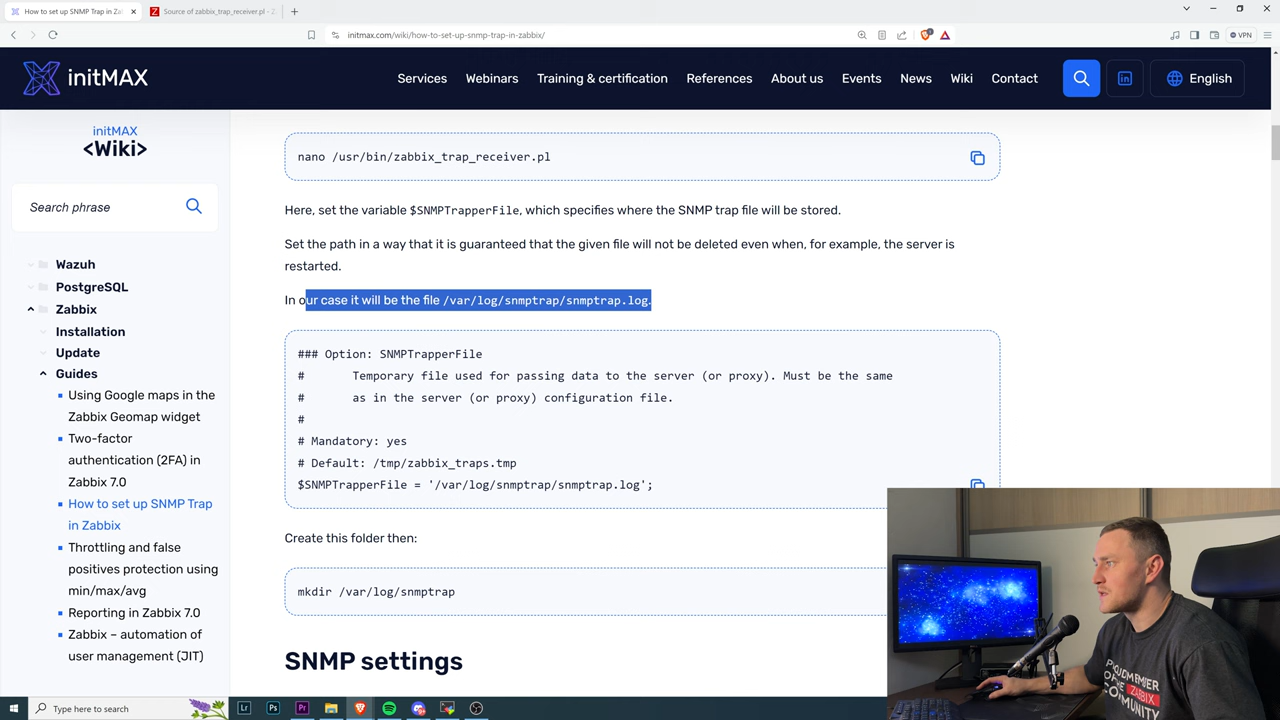 How to set up SNMP Trap in Za
Source of zabbix_trap_receiver.pl - Z
initmax.com/wiki/how-to-set-up-snmp-trap-in-zabbix/
VPN
initMAX
Services
Webinars
Training & certification
References
About us
Events
News
Wiki
Contact
English
initMAX
<Wiki>
Search phrase
Wazuh
PostgreSQL
Zabbix
Installation
Update
Guides
Using Google maps in the
Zabbix Geomap widget
Two-factor
authentication (2FA) in
Zabbix 7.0
How to set up SNMP Trap
in Zabbix
Throttling and false
positives protection using
min/max/avg
Reporting in Zabbix 7.0
Zabbix – automation of
user management (JIT)
nano /usr/bin/zabbix_trap_receiver.pl
Here, set the variable $SNMPTrapperFile, which specifies where the SNMP trap file will be stored.
Set the path in a way that it is guaranteed that the given file will not be deleted even when, for example, the server is
restarted.
In our case it will be the file /var/log/snmptrap/snmptrap.log.
### Option: SNMPTrapperFile
# Temporary file used for passing data to the server (or proxy). Must be the same
# as in the server (or proxy) configuration file.
#
# Mandatory: yes
# Default: /tmp/zabbix_traps.tmp
$SNMPTrapperFile = '/var/log/snmptrap/snmptrap.log';
Create this folder then:
mkdir /var/log/snmptrap
SNMP settings
PROUD MEMBER
OF THE ZABBIX
COMMUNITY
Type here to search
Lr
Ps
Pr